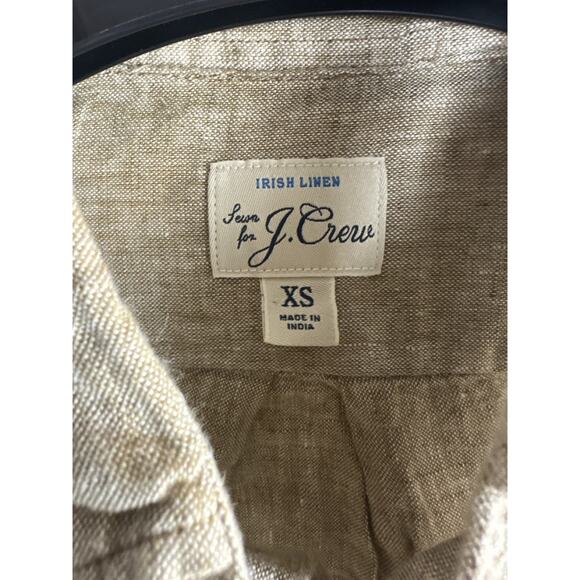 IRISH LINEN
Sewn
for J.Crew
XS
MADE IN
INDIA